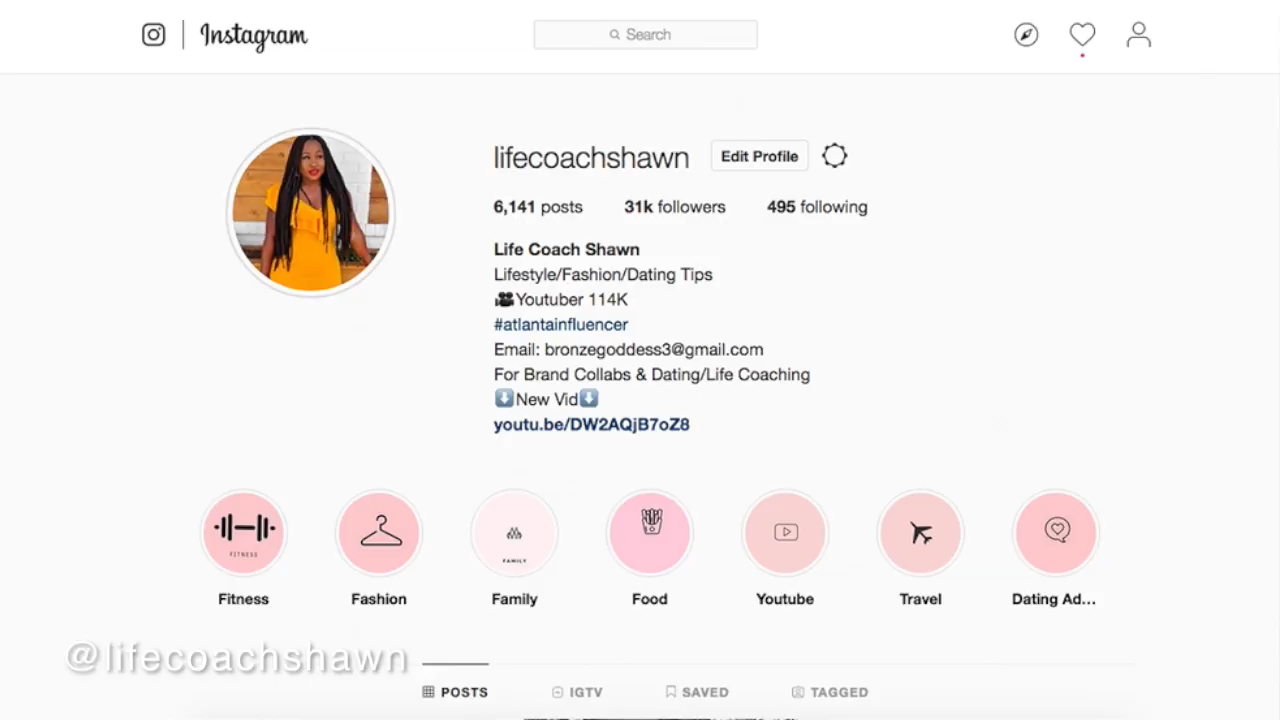 Instagram
Search
lifecoachshawn Edit Profile
6,141 posts 31k followers 495 following
Life Coach Shawn
Lifestyle/Fashion/Dating Tips
🎥Youtuber 114K
#atlantainfluencer
Email: bronzegoddess3@gmail.com
For Brand Collabs & Dating/Life Coaching
⬇️New Vid⬇️
youtu.be/DW2AQjB7oZ8
FITNESS
FAMILY
Fitness Fashion Family Food Youtube Travel Dating Ad...
@lifecoachshawn
POSTS IGTV SAVED TAGGED